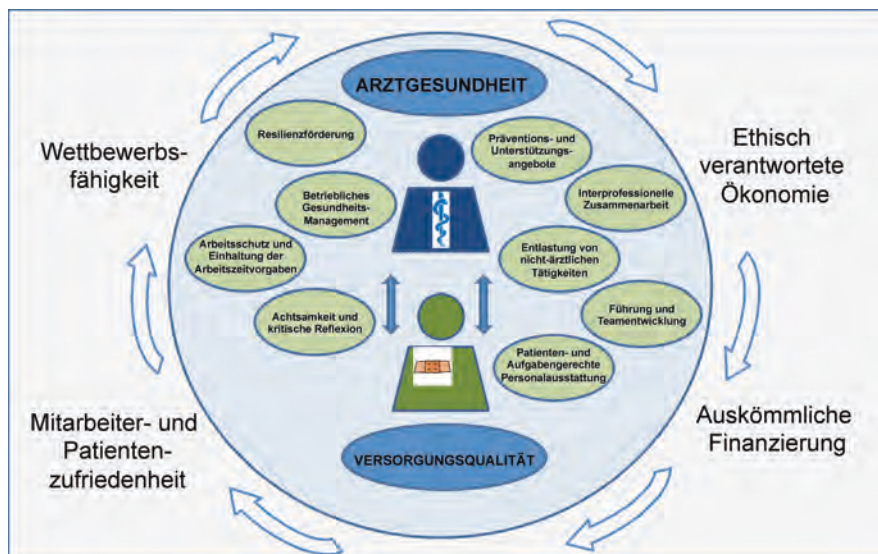 ARZTGESUNDHEIT
Resilienzförderung
Präventions- und
Unterstützungs-
angebote
Wettbewerbs-
fähigkeit
Ethisch
verantwortete
Ökonomie
Betriebliches
Gesundheits-
Management
Interprofessionelle
Zusammenarbeit
Arbeitsschutz und
Einhaltung der
Arbeitszeitvorgaben
Entlastung von
nicht-ärztlichen
Tätigkeiten
Achtsamkeit und
kritische Reflexion
Führung und
Teamentwicklung
Patienten- und
Aufgabengerechte
Personalausstattung
Mitarbeiter- und
Patienten-
zufriedenheit
Auskömmliche
Finanzierung
VERSORGUNGSQUALITÄT